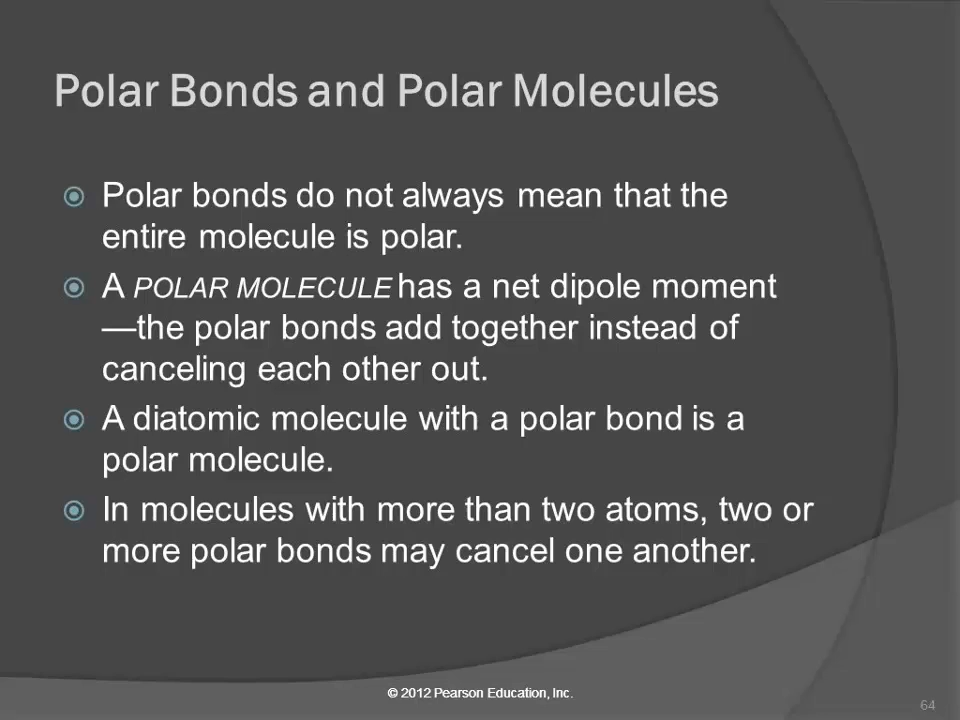 Polar Bonds and Polar Molecules
Polar bonds do not always mean that the
entire molecule is polar.
A POLAR MOLECULE has a net dipole moment
—the polar bonds add together instead of
canceling each other out.
A diatomic molecule with a polar bond is a
polar molecule.
In molecules with more than two atoms, two or
more polar bonds may cancel one another.
© 2012 Pearson Education, Inc.
64